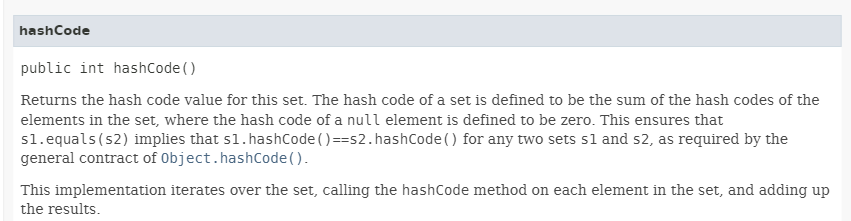 hashCode
public int hashCode()
Returns the hash code value for this set. The hash code of a set is defined to be the sum of the hash codes of the
elements in the set, where the hash code of a null element is defined to be zero. This ensures that
s1.equals(s2) implies that s1.hashCode()==s2.hashCode() for any two sets s1 and s2, as required by the
general contract of Object.hashCode().
This implementation iterates over the set, calling the hashCode method on each element in the set, and adding up
the results.